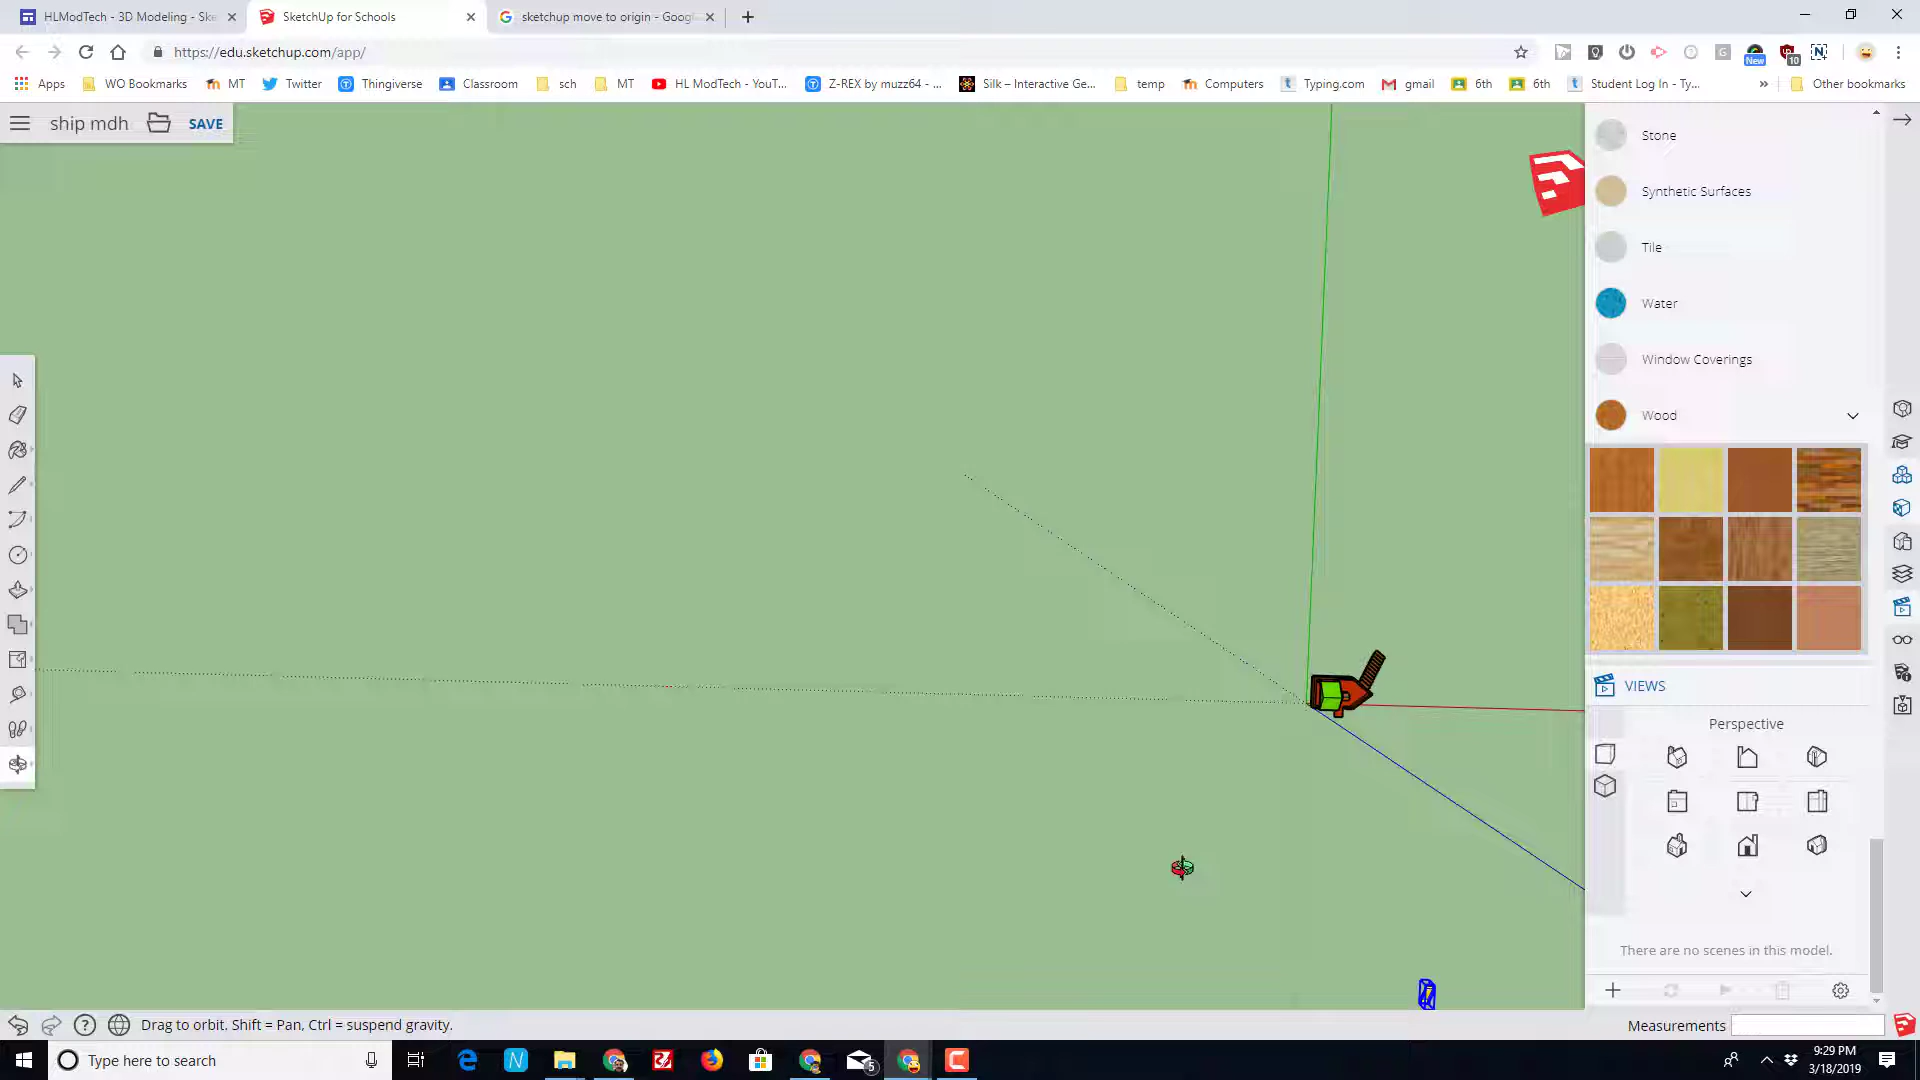 HLModTech - 3D Modeling - Ske
SketchUp for Schools
sketchup move to origin - Goog
https://edu.sketchup.com/app/
New
10
Apps
WO Bookmarks
MT
Twitter
Thingiverse
Classroom
sch
MT
HL ModTech - YouT...
Z-REX by muzz64 - ...
Silk – Interactive Ge...
temp
Computers
Typing.com
gmail
6th
6th
Student Log In - Ty...
»
Other bookmarks
ship mdh
SAVE
Stone
Synthetic Surfaces
Tile
Water
Window Coverings
Wood
VIEWS
Perspective
There are no scenes in this model.
Drag to orbit. Shift = Pan, Ctrl = suspend gravity.
Measurements
Type here to search
5
9:29 PM
3/18/2019